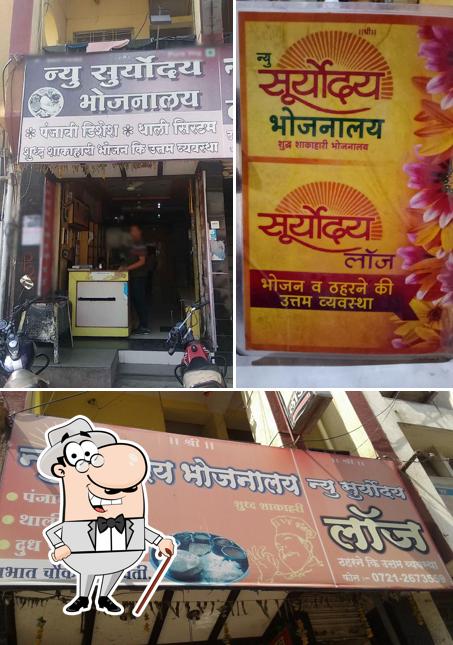 न्यु सुर्योदय
भोजनालय
※ पंजाबी डिशेश ※ थाली सिस्टम
शुध्द शाकाहारी भोजन कि उत्तम व्यवस्था
॥श्री॥
न्यु
सूर्योदय
भोजनालय
शुद्ध शाकाहारी भोजनालय
सूर्योदय
लॉज
भोजन व ठहरने की
उत्तम व्यवस्था
॥ श्री ॥
न्यु भोजनालय
शुध्द शाकाहारी
थाली
दुध
॥ श्री ॥
न्यु सुर्योदय
लॉज
ठहरने कि उत्तम व्यवस्था
फोन :- 0721-2673559